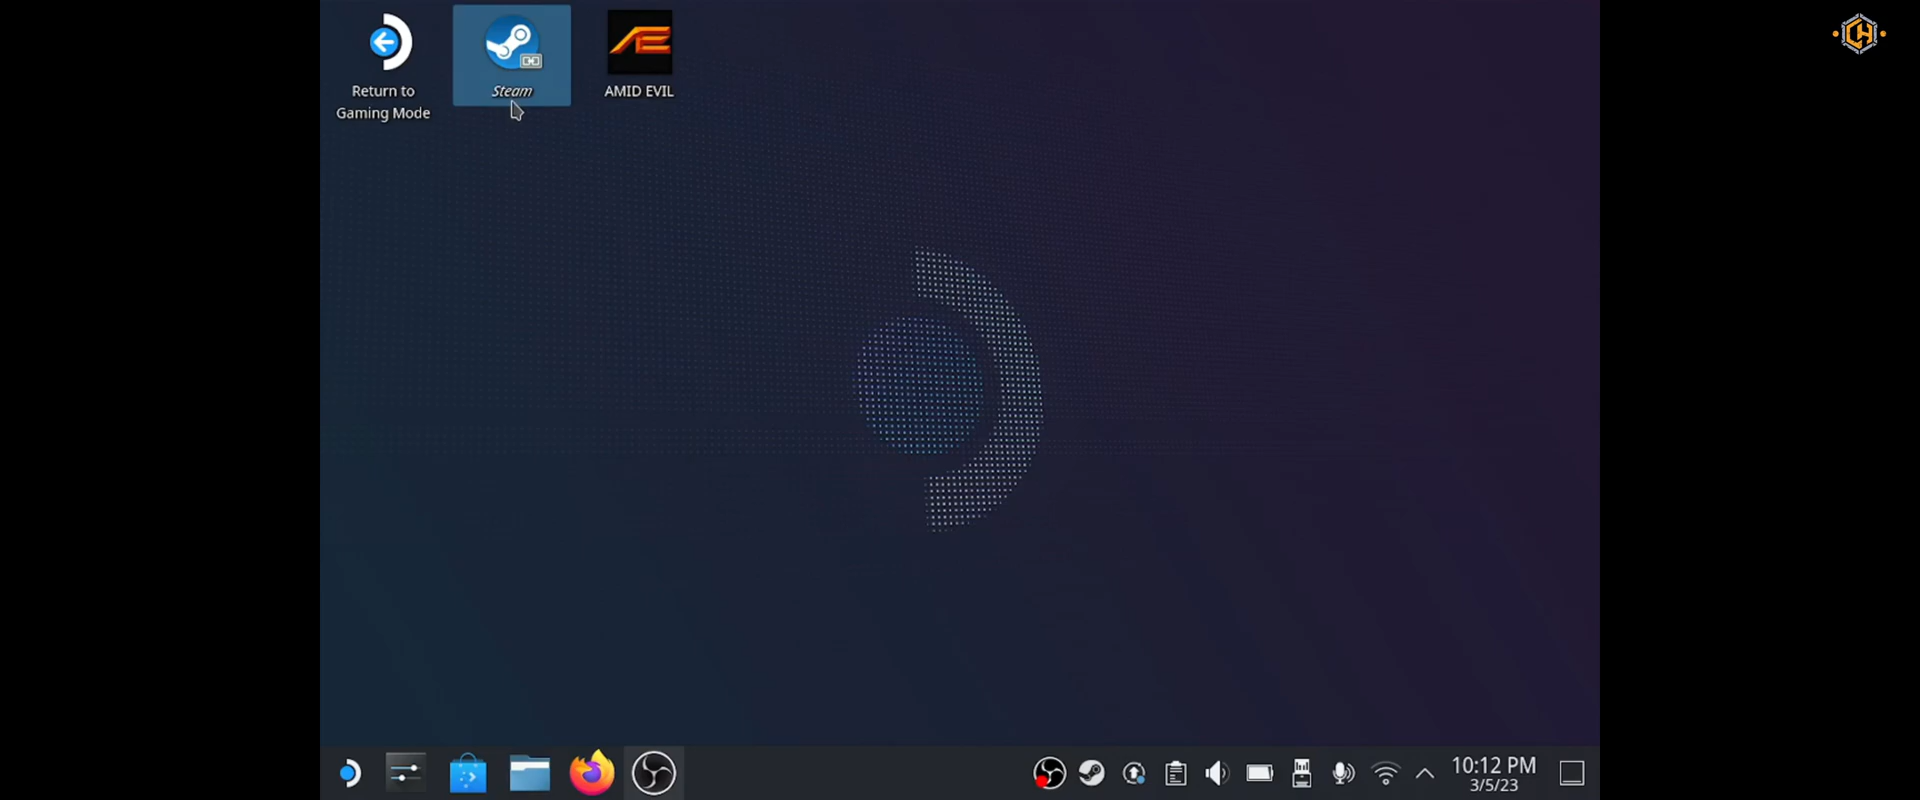 Return to
Gaming Mode
Steam
AMID EVIL
10:12 PM
3/5/23